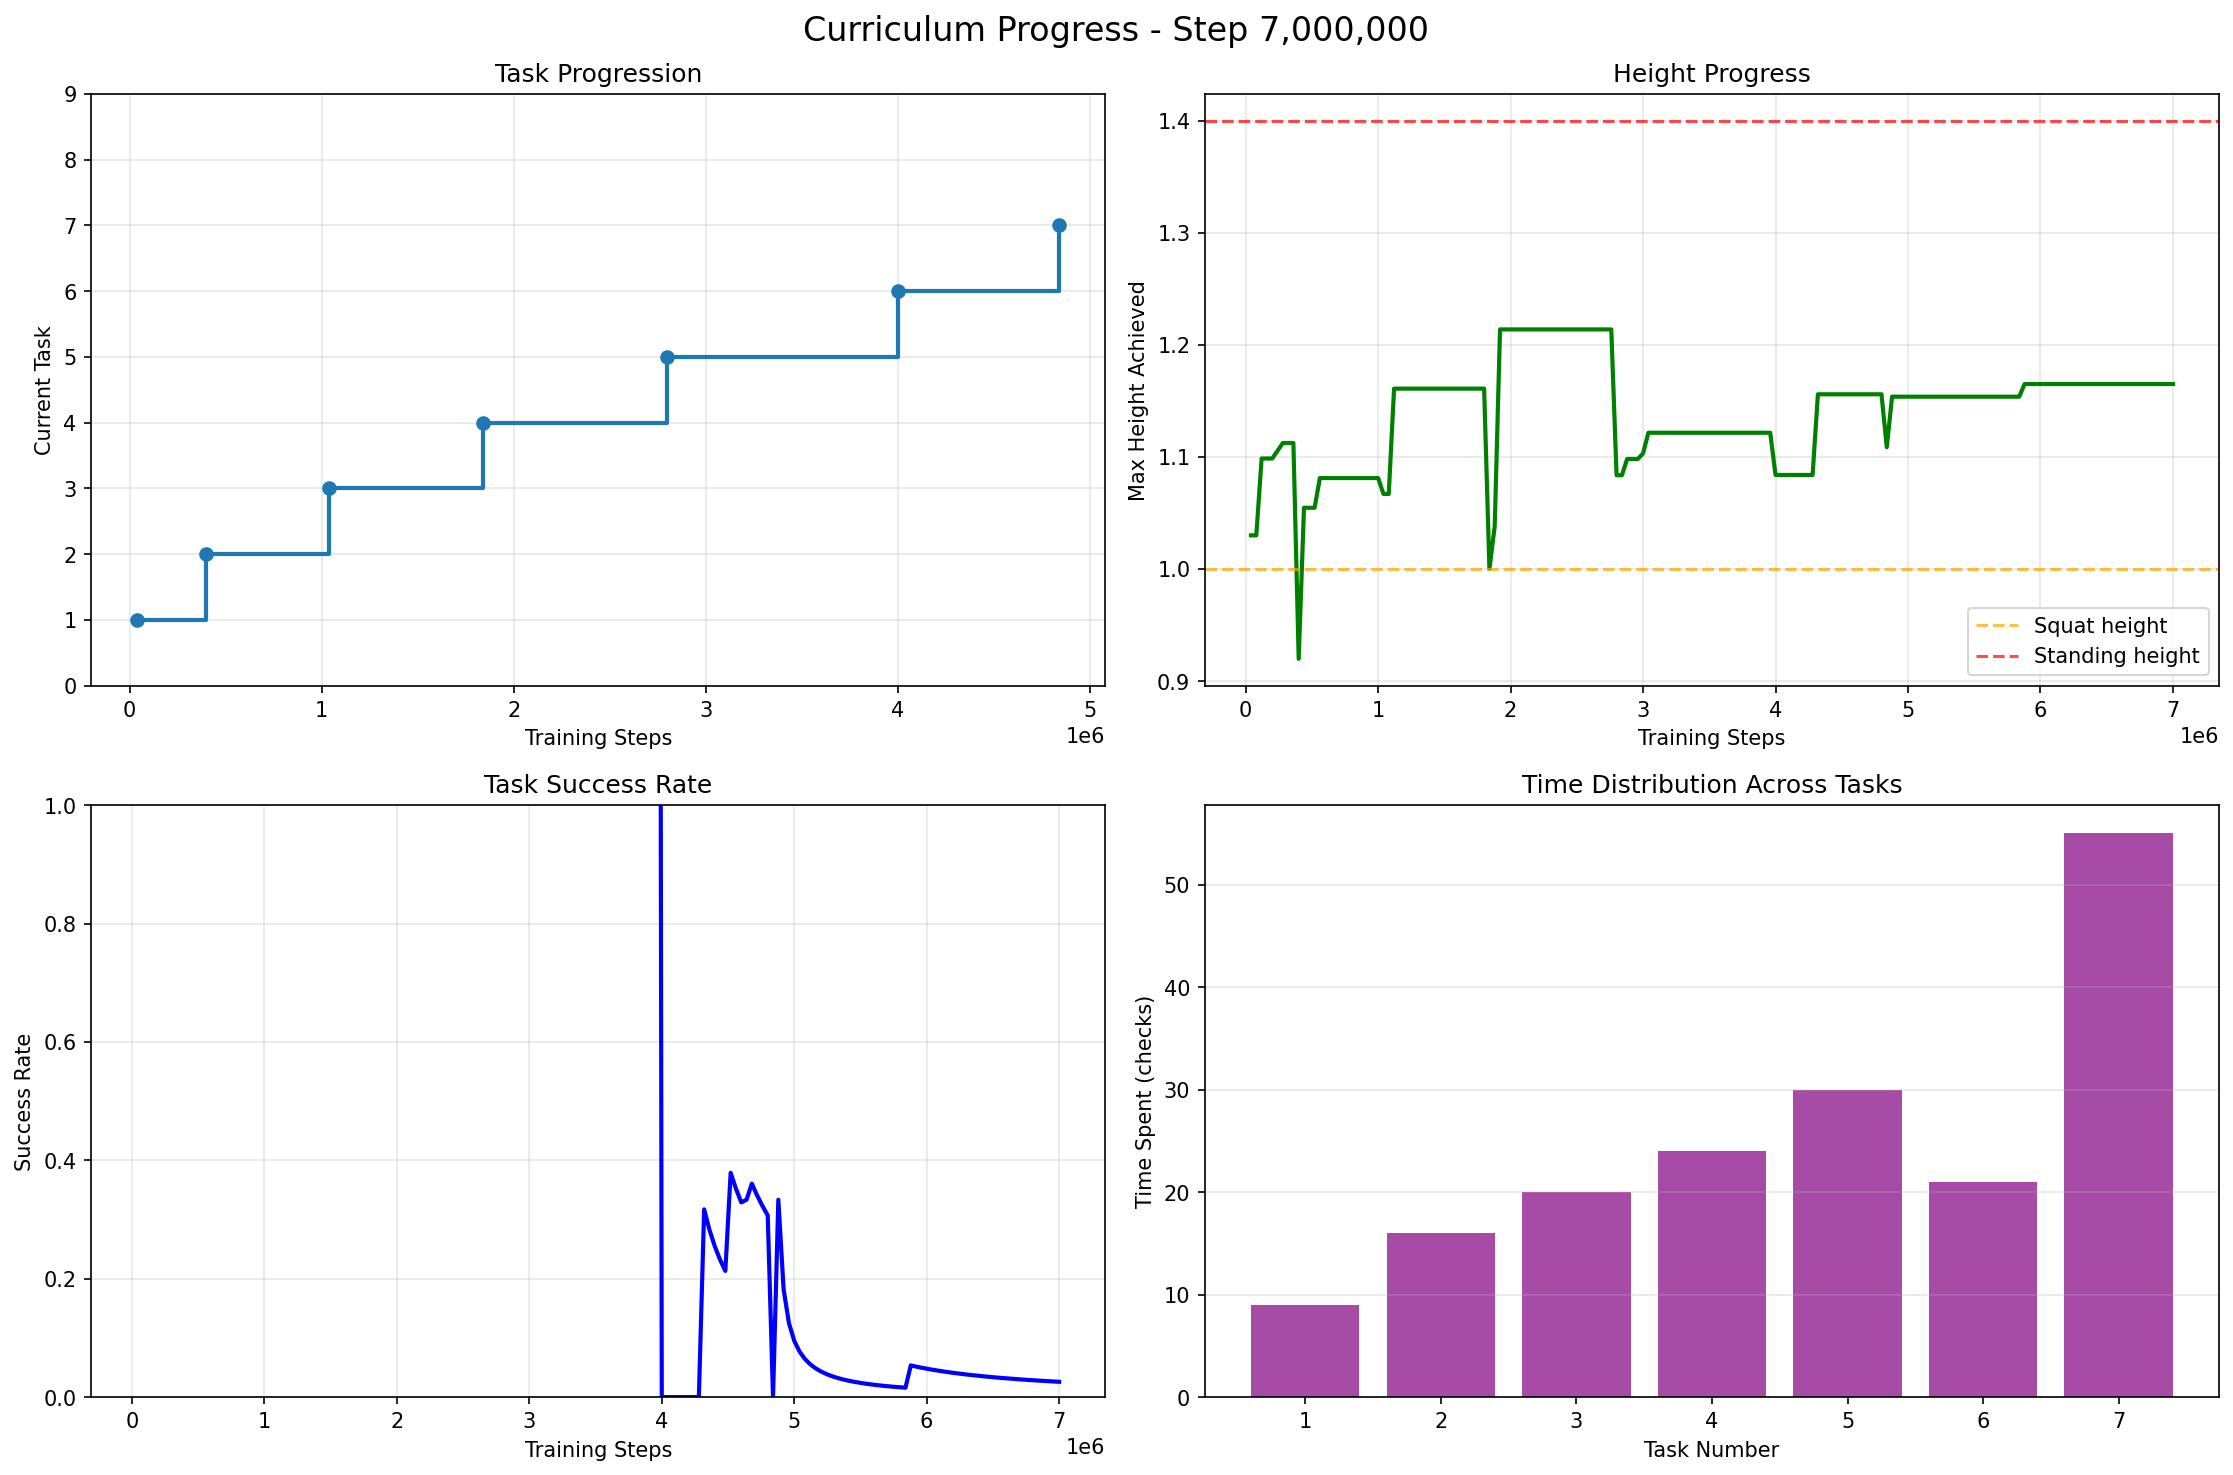 Curriculum Progress - Step 7,000,000
Task Progression
Current Task
9
8
7
6
5
4
3
2
1
0
0 1 2 3 4 5
1e6
Training Steps
Height Progress
Max Height Achieved
1.4
1.3
1.2
1.1
1.0
0.9
Squat height
Standing height
0 1 2 3 4 5 6 7
1e6
Training Steps
Task Success Rate
Success Rate
1.0
0.8
0.6
0.4
0.2
0.0
0 1 2 3 4 5 6 7
1e6
Training Steps
Time Distribution Across Tasks
Time Spent (checks)
50
40
30
20
10
0
1 2 3 4 5 6 7
Task Number